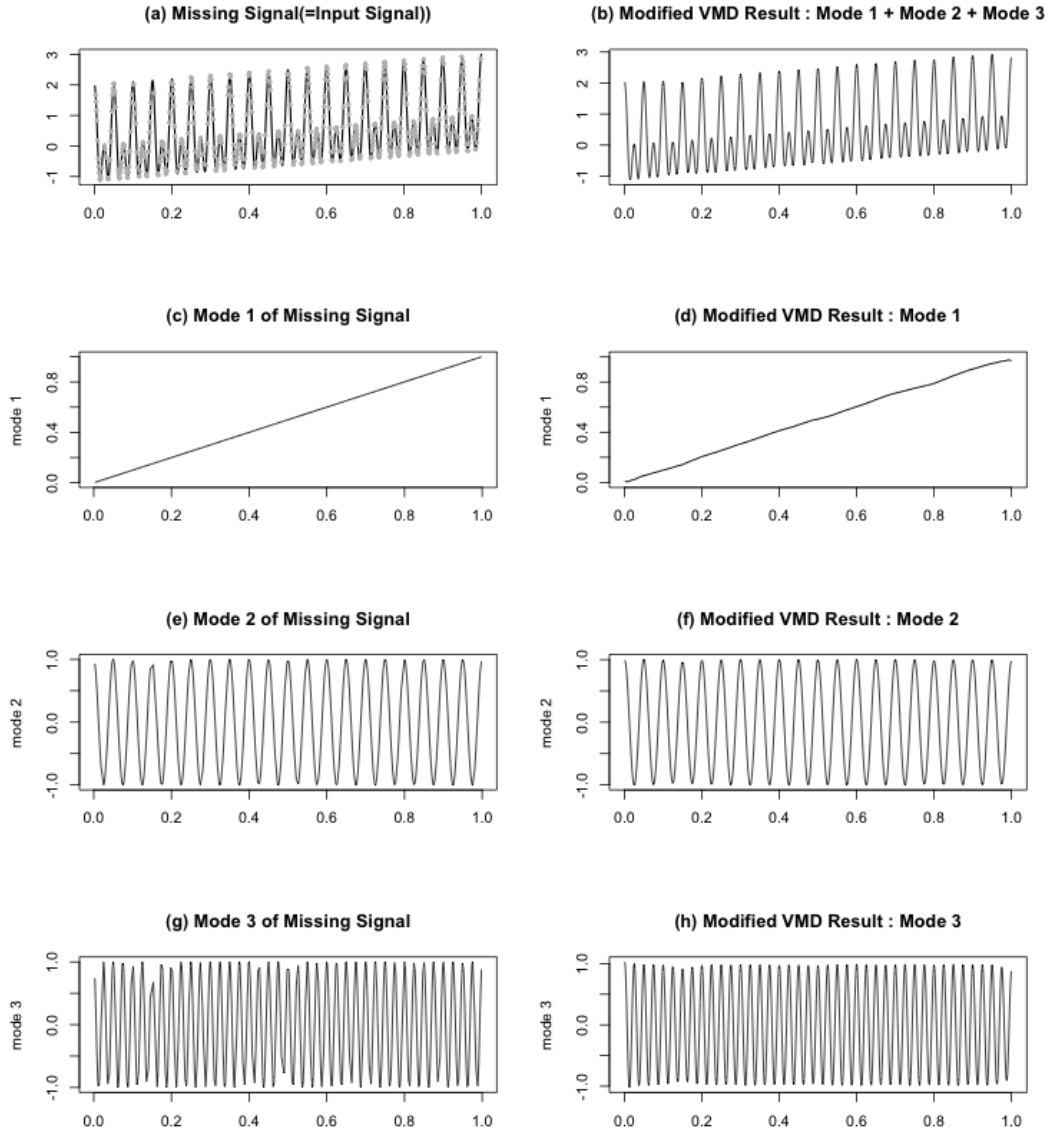 (a) Missing Signal(=Input Signal))
3
2
1
0
-1
0.0 0.2 0.4 0.6 0.8 1.0
(b) Modified VMD Result : Mode 1 + Mode 2 + Mode 3
3
2
1
0
-1
0.0 0.2 0.4 0.6 0.8 1.0
(c) Mode 1 of Missing Signal
mode 1
0.8
0.4
0.0
0.0 0.2 0.4 0.6 0.8 1.0
(d) Modified VMD Result : Mode 1
mode 1
0.8
0.4
0.0
0.0 0.2 0.4 0.6 0.8 1.0
(e) Mode 2 of Missing Signal
mode 2
1.0
0.0
-1.0
0.0 0.2 0.4 0.6 0.8 1.0
(f) Modified VMD Result : Mode 2
mode 2
1.0
0.0
-1.0
0.0 0.2 0.4 0.6 0.8 1.0
(g) Mode 3 of Missing Signal
mode 3
1.0
0.0
-1.0
0.0 0.2 0.4 0.6 0.8 1.0
(h) Modified VMD Result : Mode 3
mode 3
1.0
0.0
-1.0
0.0 0.2 0.4 0.6 0.8 1.0